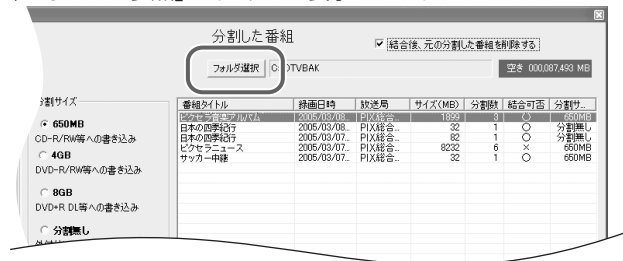 分割した番組
結合後、元の分割した番組を削除する
フォルダ選択
空き 000,087,493 MB
割サイズ
650MB
CD-R/RW等への書き込み
4GB
DVD-R/RW等への書き込み
8GB
DVD+R DL等への書き込み
分割無し
番組タイトル 録画日時 放送局 サイズ(MB) 分割数 結合可否 分割サ...
ピクセラ音楽アルバム 2005/03/08... PIX総合... 1899 3 ○ 650MB
日本の四季紀行 2005/03/08... PIX総合... 32 1 ○ 分割無し
日本の四季紀行 2005/03/07... PIX総合... 82 1 ○ 分割無し
ピクセラニュース 2005/03/07... PIX総合... 8232 6 × 650MB
サッカー中継 2005/03/07... PIX総合... 32 1 ○ 650MB